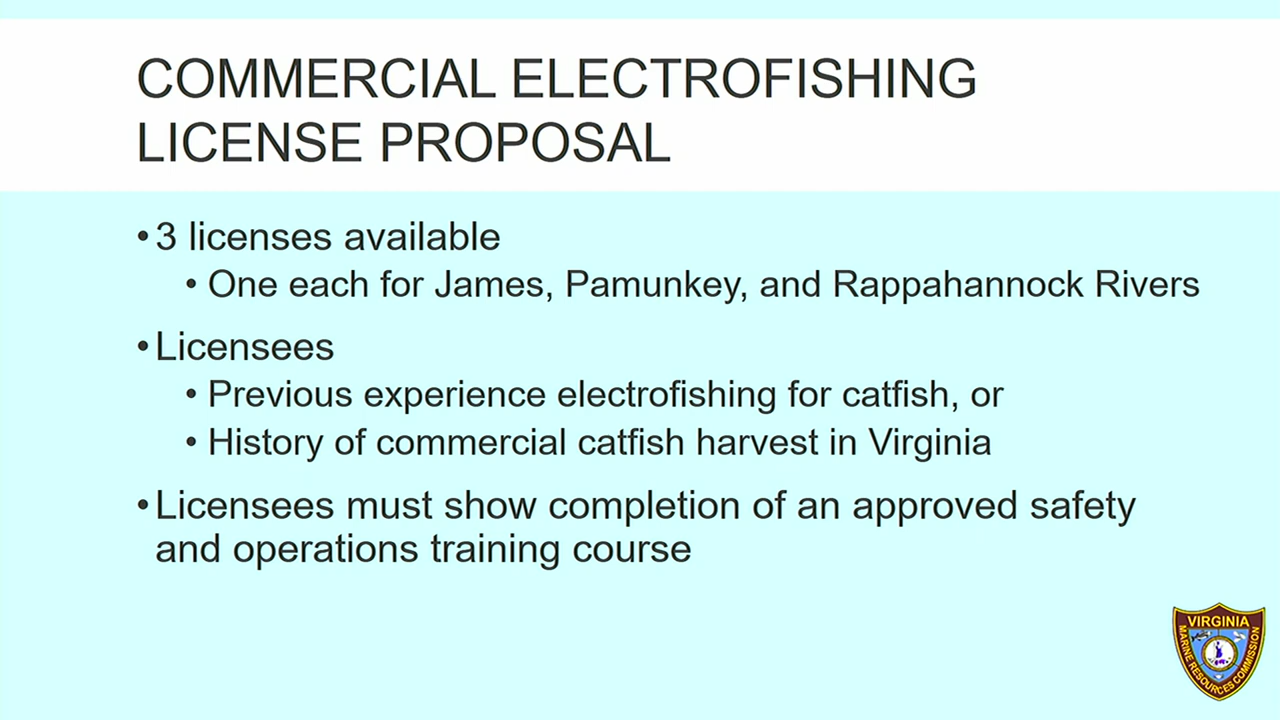 COMMERCIAL ELECTROFISHING
LICENSE PROPOSAL
• 3 licenses available
• One each for James, Pamunkey, and Rappahannock Rivers
• Licensees
• Previous experience electrofishing for catfish, or
• History of commercial catfish harvest in Virginia
• Licensees must show completion of an approved safety
and operations training course
VIRGINIA
MARINE RESOURCES COMMISSION